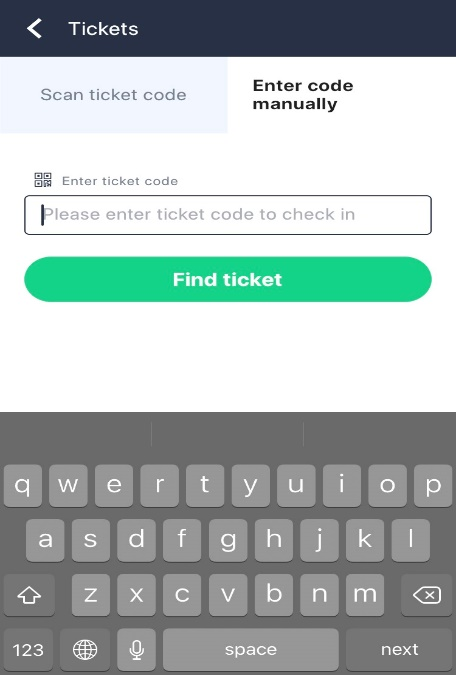 Tickets
Scan ticket code
Enter code
manually
Enter ticket code
Please enter ticket code to check in
Find ticket
q w e r t y u i o p
a s d f g h j k l
z x c v b n m
123 space next